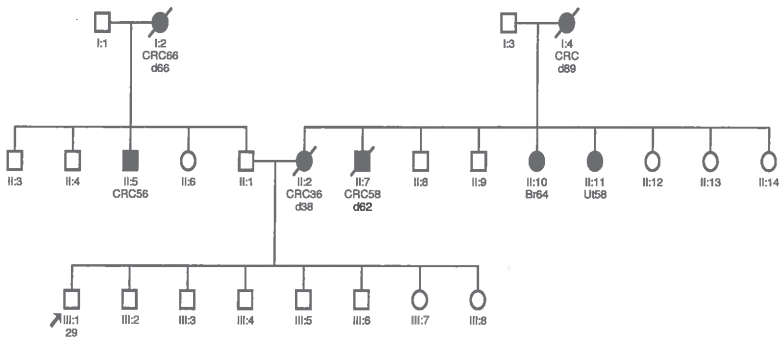 I:1 I:2 I:3 I:4
CRC66 CRC
d66 d89
II:3 II:4 II:5 II:6 II:1 II:2 II:7 II:8 II:9 II:10 II:11 II:12 II:13 II:14
CRC56 CRC36 CRC58 Br64 Ut58
d38 d62
III:1 III:2 III:3 III:4 III:5 III:6 III:7 III:8
29